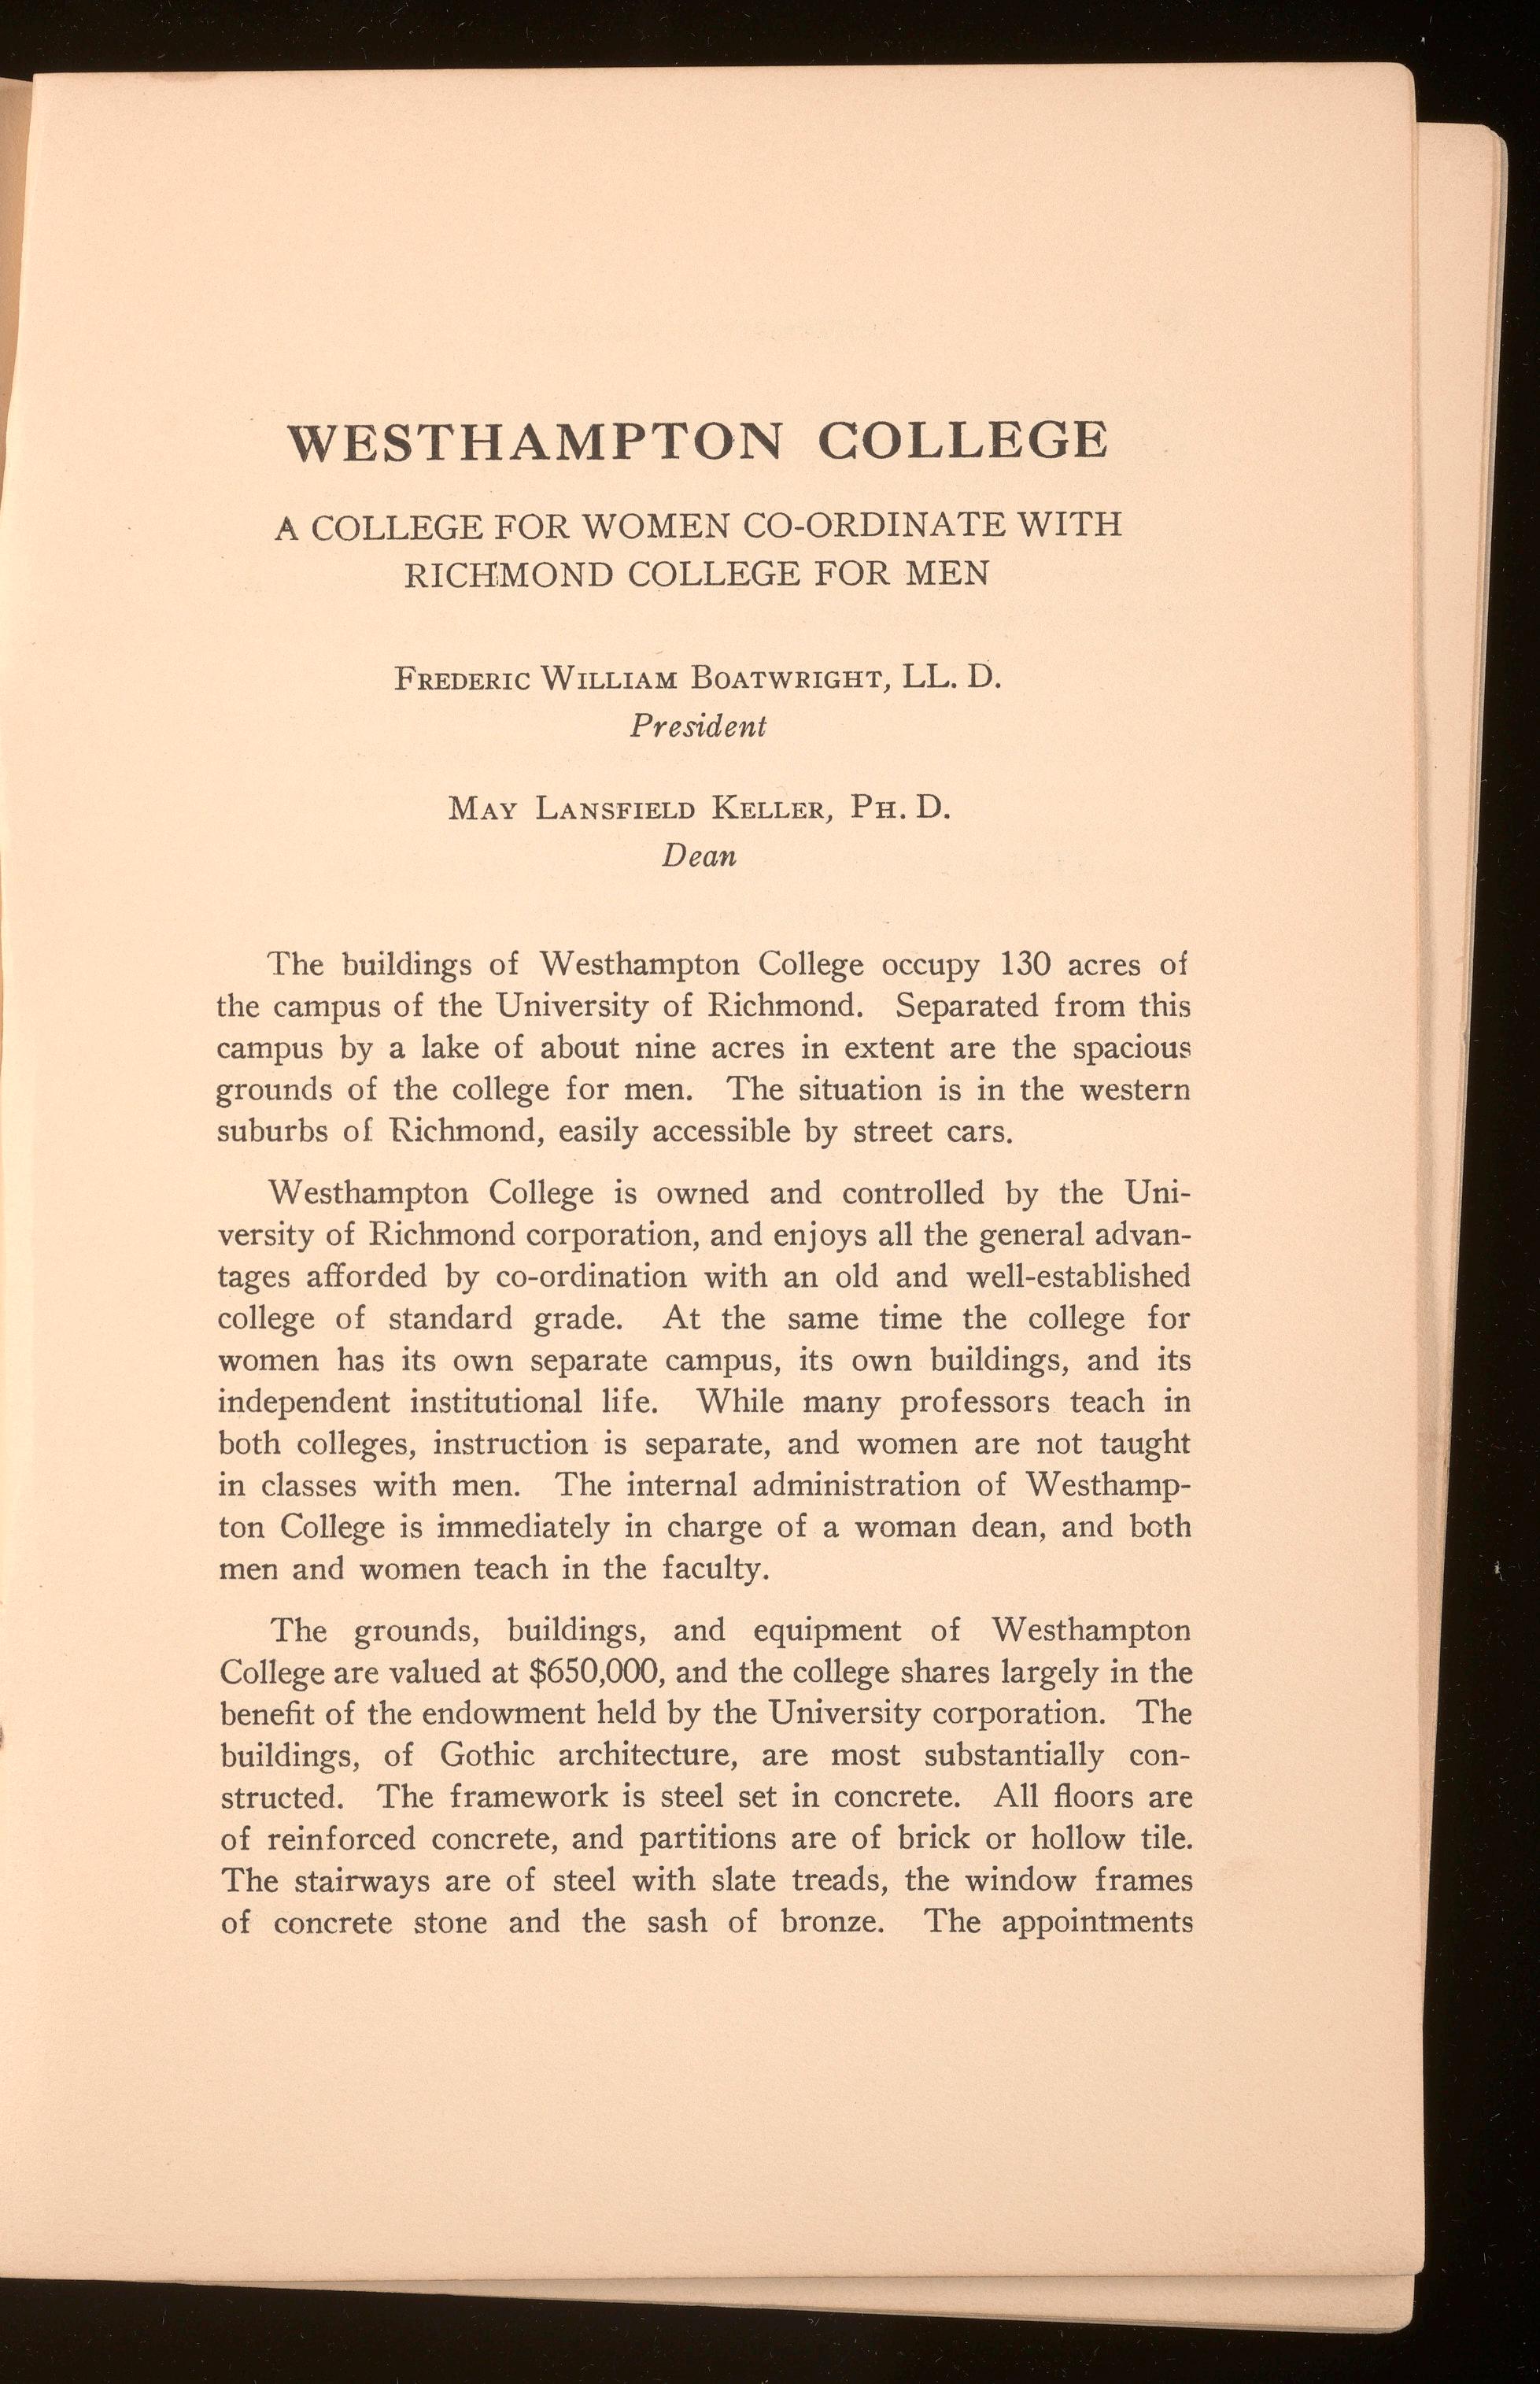 WESTHAMPTON COLLEGE
A COLLEGE FOR WOMEN CO-ORDINATE WITH
RICHMOND COLLEGE FOR MEN
FREDERIC WILLIAM BOATWRIGHT, LL. D.
President
MAY LANSFIELD KELLER, PH. D.
Dean
The buildings of Westhampton College occupy 130 acres of
the campus of the University of Richmond. Separated from this
campus by a lake of about nine acres in extent are the spacious
grounds of the college for men. The situation is in the western
suburbs of Richmond, easily accessible by street cars.
Westhampton College is owned and controlled by the Uni-
versity of Richmond corporation, and enjoys all the general advan-
tages afforded by co-ordination with an old and well-established
college of standard grade. At the same time the college for
women has its own separate campus, its own buildings, and its
independent institutional life. While many professors teach in
both colleges, instruction is separate, and women are not taught
in classes with men. The internal administration of Westhamp-
ton College is immediately in charge of a woman dean, and both
men and women teach in the faculty.
The grounds, buildings, and equipment of Westhampton
College are valued at $650,000, and the college shares largely in the
benefit of the endowment held by the University corporation. The
buildings, of Gothic architecture, are most substantially con-
structed. The framework is steel set in concrete. All floors are
of reinforced concrete, and partitions are of brick or hollow tile.
The stairways are of steel with slate treads, the window frames
of concrete stone and the sash of bronze. The appointments